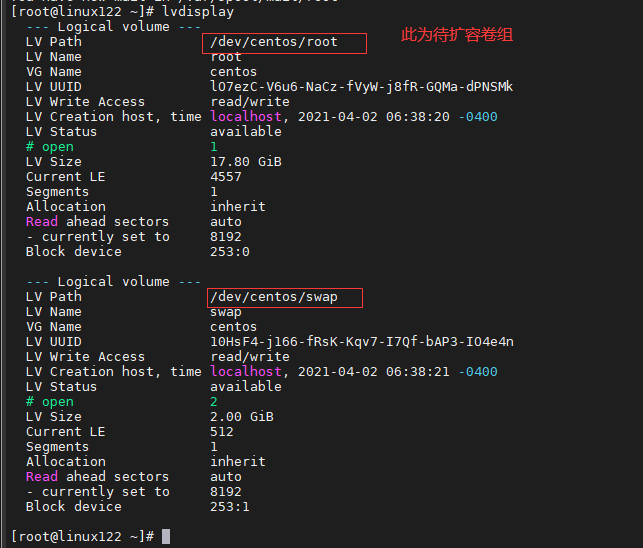 [root@linux122 ~]# lvdisplay
--- Logical volume ---
LV Path /dev/centos/root
此为待扩容卷组
LV Name root
VG Name centos
LV UUID lO7ezC-V6u6-NaCz-fVyW-j8fR-GQMa-dPNSMk
LV Write Access read/write
LV Creation host, time localhost, 2021-04-02 06:38:20 -0400
LV Status available
# open 1
LV Size 17.80 GiB
Current LE 4557
Segments 1
Allocation inherit
Read ahead sectors auto
- currently set to 8192
Block device 253:0
--- Logical volume ---
LV Path /dev/centos/swap
LV Name swap
VG Name centos
LV UUID 10HsF4-j166-fRsK-Kqv7-I7Qf-bAP3-IO4e4n
LV Write Access read/write
LV Creation host, time localhost, 2021-04-02 06:38:21 -0400
LV Status available
# open 2
LV Size 2.00 GiB
Current LE 512
Segments 1
Allocation inherit
Read ahead sectors auto
- currently set to 8192
Block device 253:1
[root@linux122 ~]#